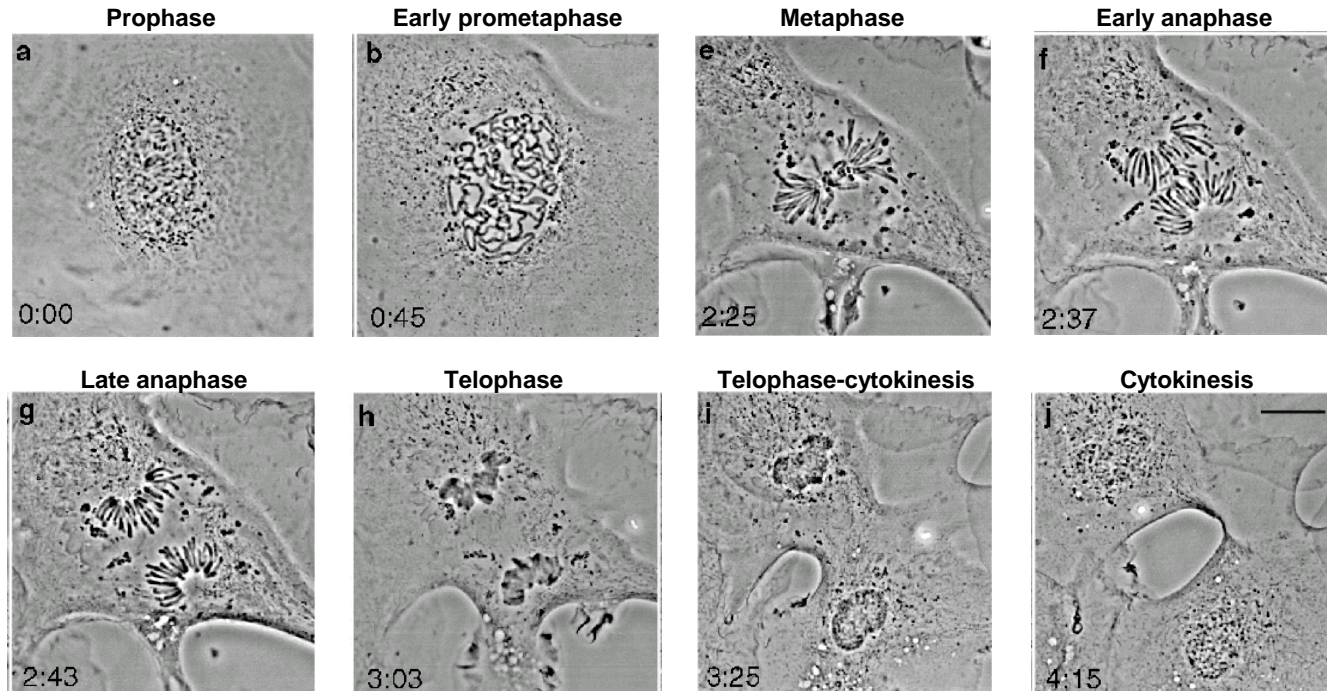 Prophase
Early prometaphase
Metaphase
Early anaphase
a
b
e
f
0:00
0:45
2:25
2:37
Late anaphase
Telophase
Telophase-cytokinesis
Cytokinesis
g
h
i
j
2:43
3:03
3:25
4:15